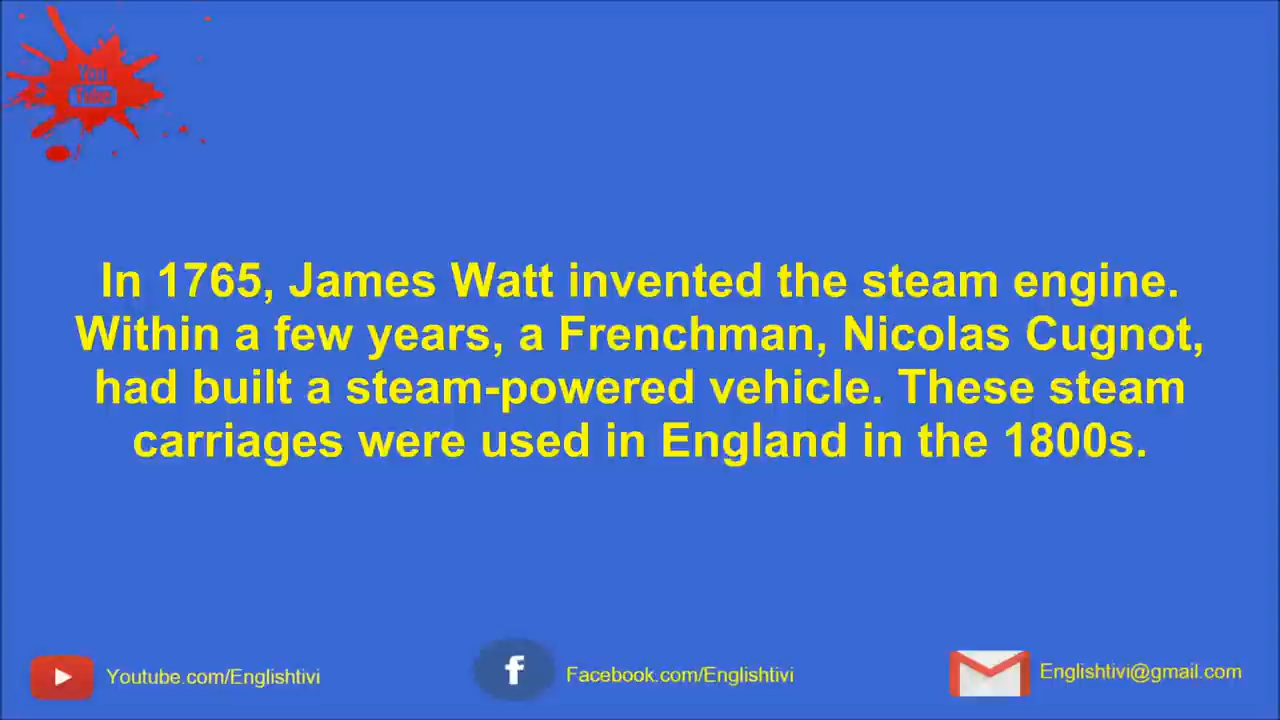 You
Tube
In 1765, James Watt invented the steam engine.
Within a few years, a Frenchman, Nicolas Cugnot,
had built a steam-powered vehicle. These steam
carriages were used in England in the 1800s.
Youtube.com/Englishtivi
f
Facebook.com/Englishtivi
Englishtivi@gmail.com